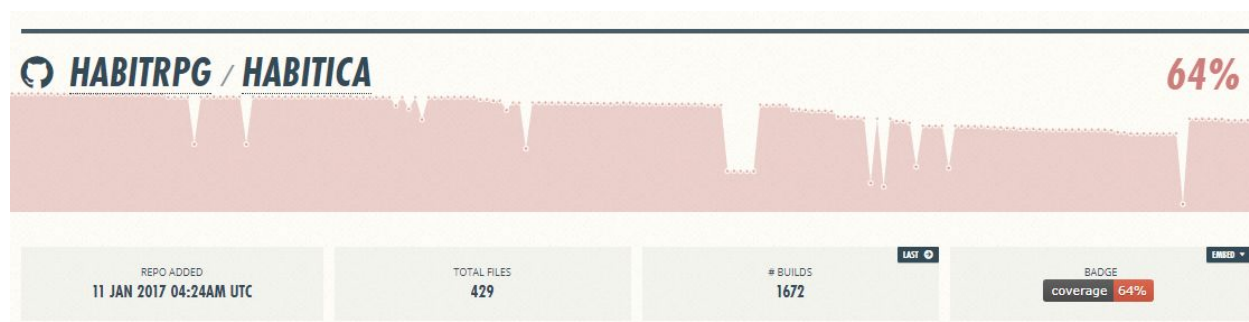 HABITRPG / HABITICA
64%
REPO ADDED
11 JAN 2017 04:24AM UTC
TOTAL FILES
429
LAST
# BUILDS
1672
EMBED
BADGE
coverage 64%